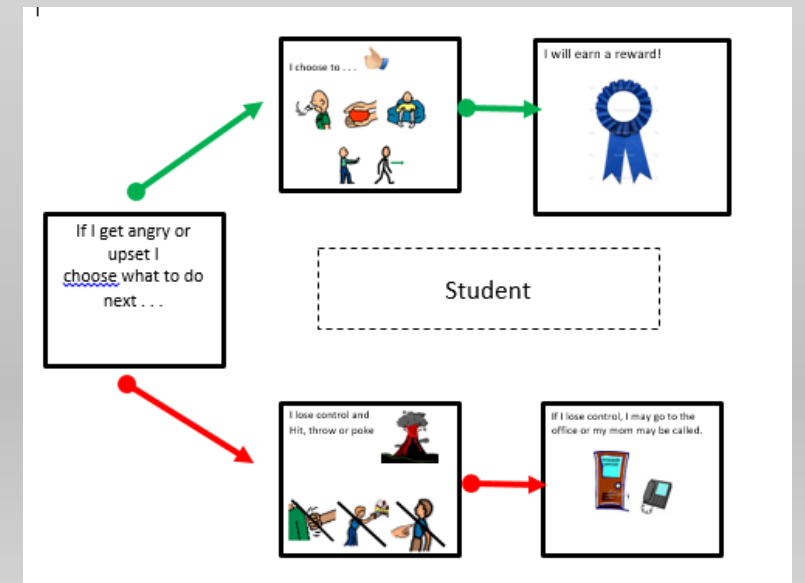 I choose to . . .
I will earn a reward!
If I get angry or
upset I
choose what to do
next . . .
Student
I lose control and
Hit, throw or poke
If I lose control, I may go to the
office or my mom may be called.